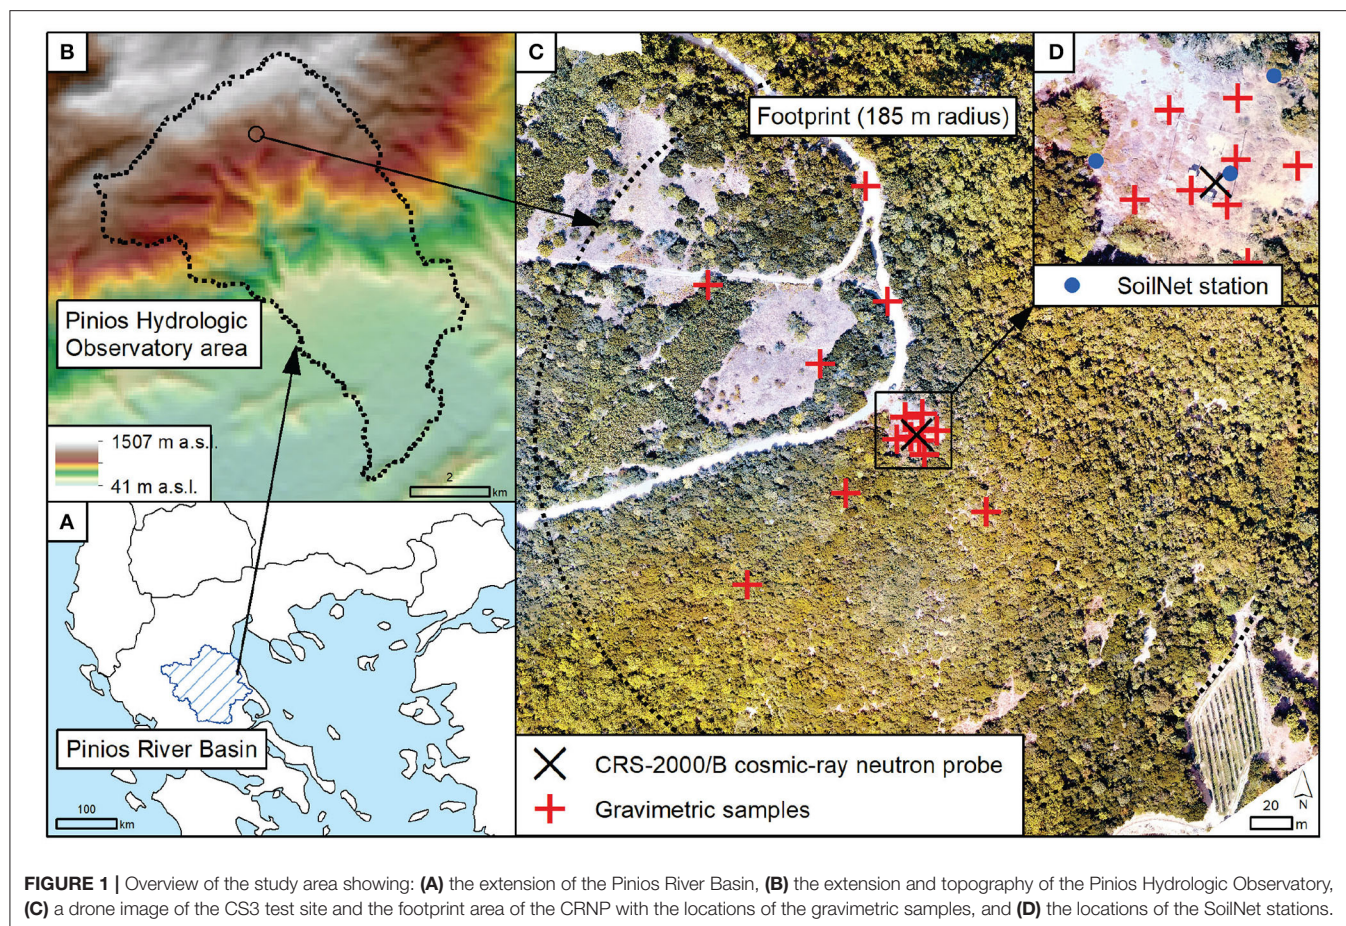 B
Pinios Hydrologic
Observatory area
1507 m a.s.l.
41 m a.s.l.
2
km
A
Pinios River Basin
100
km
C
Footprint (185 m radius)
CRS-2000/B cosmic-ray neutron probe
Gravimetric samples
20
m
N
D
SoilNet station
FIGURE 1 | Overview of the study area showing: (A) the extension of the Pinios River Basin, (B) the extension and topography of the Pinios Hydrologic Observatory,
(C) a drone image of the CS3 test site and the footprint area of the CRNP with the locations of the gravimetric samples, and (D) the locations of the SoilNet stations.